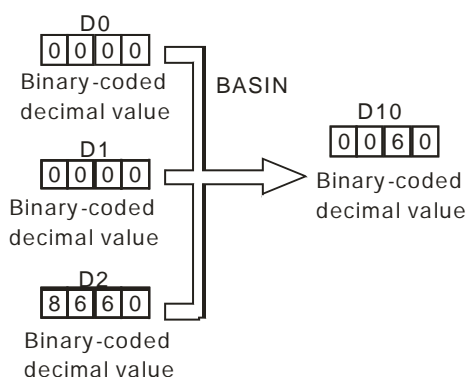 D0
0 0 0 0
Binary-coded
decimal value
BASIN
D1
0 0 0 0
Binary-coded
decimal value
D10
0 0 6 0
Binary-coded
decimal value
D2
8 6 6 0
Binary-coded
decimal value